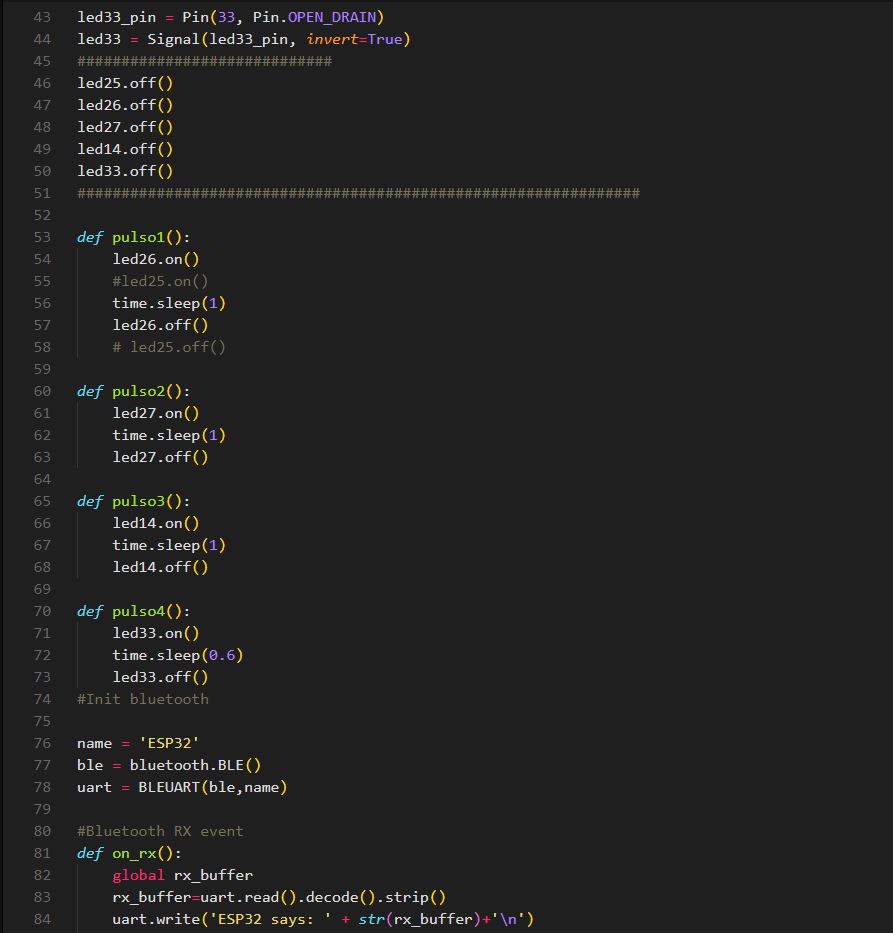 43 led33_pin = Pin(33, Pin.OPEN_DRAIN)
44 led33 = Signal(led33_pin, invert=True)
45 #############################
46 led25.off()
47 led26.off()
48 led27.off()
49 led14.off()
50 led33.off()
51 ################################################################
52
53 def pulso1():
54     led26.on()
55     #led25.on()
56     time.sleep(1)
57     led26.off()
58     # led25.off()
59
60 def pulso2():
61     led27.on()
62     time.sleep(1)
63     led27.off()
64
65 def pulso3():
66     led14.on()
67     time.sleep(1)
68     led14.off()
69
70 def pulso4():
71     led33.on()
72     time.sleep(0.6)
73     led33.off()
74 #Init bluetooth
75
76 name = 'ESP32'
77 ble = bluetooth.BLE()
78 uart = BLEUART(ble,name)
79
80 #Bluetooth RX event
81 def on_rx():
82     global rx_buffer
83     rx_buffer=uart.read().decode().strip()
84     uart.write('ESP32 says: ' + str(rx_buffer)+'\n')